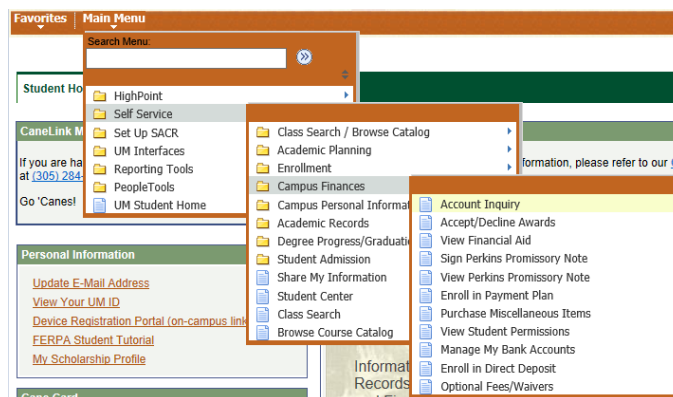 Favorites Main Menu
Search Menu:
Student Ho
HighPoint
Self Service
Set Up SACR
UM Interfaces
Reporting Tools
PeopleTools
UM Student Home
CaneLink M
If you are ha
at (305) 284-
Go 'Canes!
formation, please refer to our
Class Search / Browse Catalog
Academic Planning
Enrollment
Campus Finances
Campus Personal Informat
Academic Records
Degree Progress/Graduati
Student Admission
Share My Information
Student Center
Class Search
Browse Course Catalog
Account Inquiry
Accept/Decline Awards
View Financial Aid
Sign Perkins Promissory Note
View Perkins Promissory Note
Enroll in Payment Plan
Purchase Miscellaneous Items
View Student Permissions
Manage My Bank Accounts
Enroll in Direct Deposit
Optional Fees/Waivers
Personal Information
Update E-Mail Address
View Your UM ID
Device Registration Portal (on-campus link
FERPA Student Tutorial
My Scholarship Profile
Informat
Records